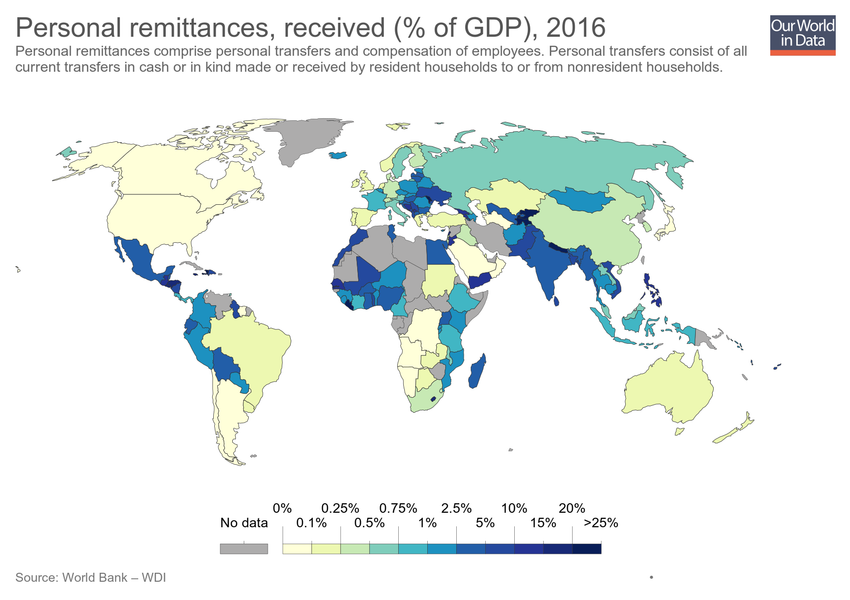 Personal remittances, received (% of GDP), 2016
Our World
in Data
Personal remittances comprise personal transfers and compensation of employees. Personal transfers consist of all
current transfers in cash or in kind made or received by resident households to or from nonresident households.
0% 0.25% 0.75% 2.5% 10% 20%
No data 0.1% 0.5% 1% 5% 15% >25%
Source: World Bank – WDI